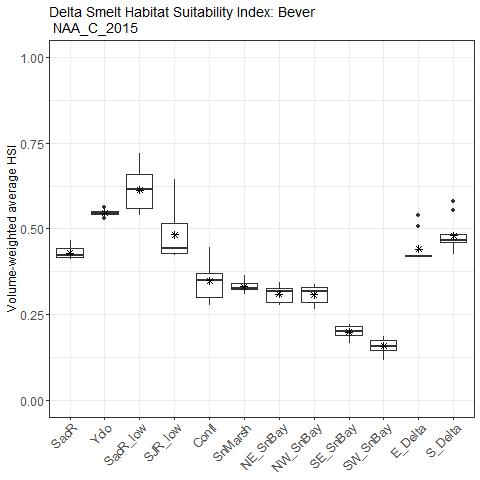 Delta Smelt Habitat Suitability Index: Bever
NAA_C_2015
Volume-weighted average HSI
1.00
0.75
0.50
0.25
0.00
SacR
Yolo
SacR_low
SJR_low
Confl
SnMarsh
NE_SnBay
NW_SnBay
SE_SnBay
SW_SnBay
E_Delta
S_Delta